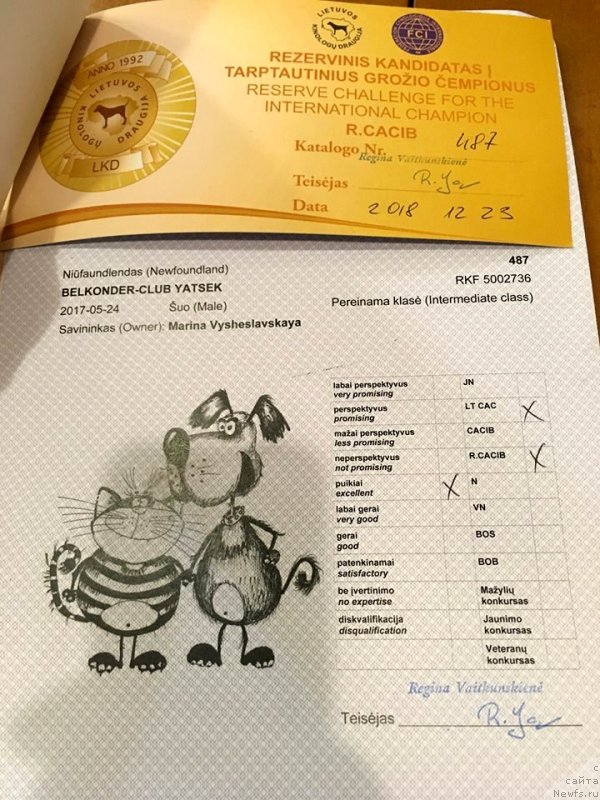 LIETUVOS
KINOLOGŲ DRAUGIJA
FCI
ANNO 1992
LIETUVOS
KINOLOGŲ DRAUGIJA
LKD
REZERVINIS KANDIDATAS Į
TARPTAUTINIUS GROŽIO ČEMPIONUS
RESERVE CHALLENGE FOR THE
INTERNATIONAL CHAMPION
R.CACIB
Katalogo Nr. 487
Regina Vaitkunskienė
Teisėjas
Data 2018 12 23
487
Niūfaundlendas (Newfoundland)
RKF 5002736
BELKONDER-CLUB YATSEK
2017-05-24 Šuo (Male)
Pereinama klasė (Intermediate class)
Savininkas (Owner): Marina Vysheslavskaya
labai perspektyvus JN
very promising
perspektyvus LT CAC X
promising
mažai perspektyvus CACIB
less promising
neperspektyvus R.CACIB X
not promising
puikiai X N
excellent
labai gerai VN
very good
gerai BOS
good
patenkinamai BOB
satisfactory
be įvertinimo Mažylių
no expertise konkursas
diskvalifikacija Jaunimo
disqualification konkursas
Veteranų
konkursas
Regina Vaitkunskienė
Teisėjas
с
сайта
Newfs.ru